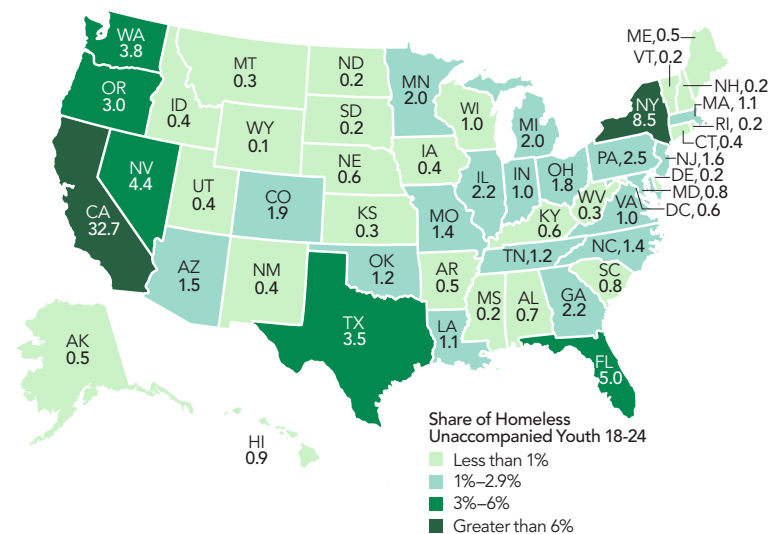 WA
3.8
OR
3.0
CA
32.7
NV
4.4
ID
0.4
MT
0.3
WY
0.1
UT
0.4
CO
1.9
AZ
1.5
NM
0.4
ND
0.2
SD
0.2
NE
0.6
KS
0.3
OK
1.2
TX
3.5
MN
2.0
IA
0.4
MO
1.4
AR
0.5
LA
1.1
WI
1.0
IL
2.2
MI
2.0
IN
1.0
OH
1.8
KY
0.6
TN,1.2
MS
0.2
AL
0.7
GA
2.2
FL
5.0
SC
0.8
NC,1.4
VA
1.0
WV
0.3
PA,2.5
NY
8.5
ME,0.5
VT,0.2
NH,0.2
MA, 1.1
RI, 0.2
CT,0.4
NJ,1.6
DE,0.2
MD,0.8
DC,0.6
AK
0.5
HI
0.9
Share of Homeless
Unaccompanied Youth 18-24
Less than 1%
1%–2.9%
3%–6%
Greater than 6%